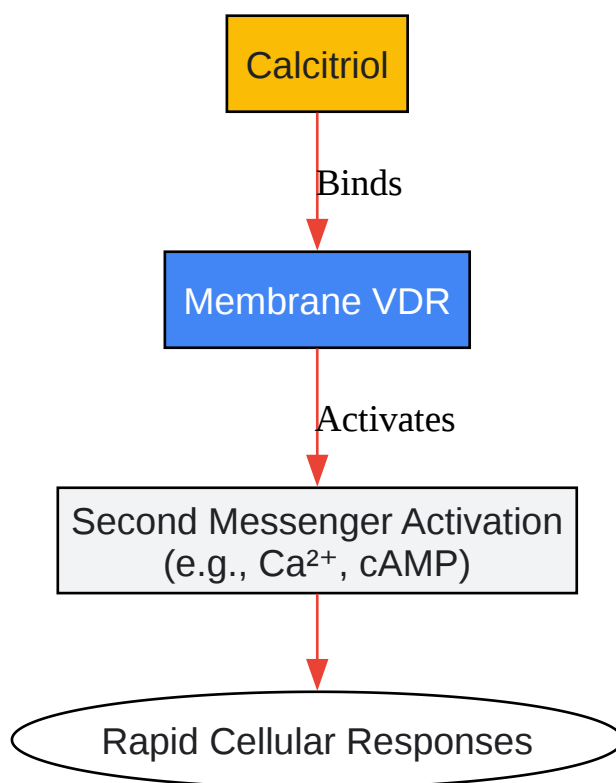 Calcitriol
Binds
Membrane VDR
Activates
Second Messenger Activation
(e.g., Ca²⁺, cAMP)
Rapid Cellular Responses